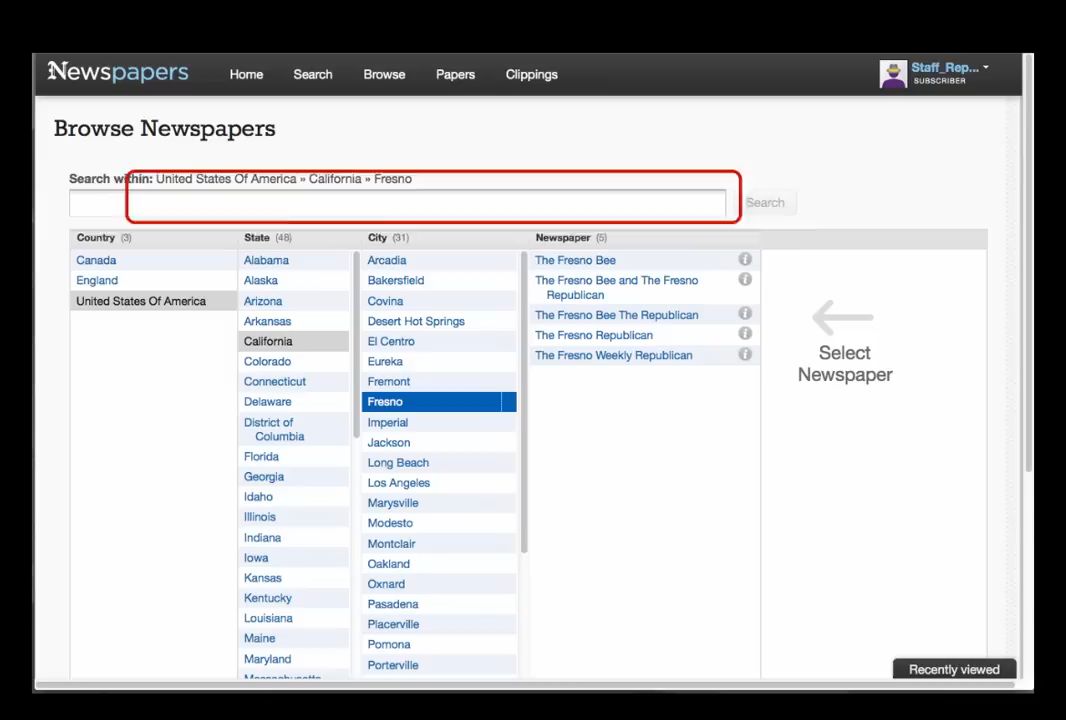 Newspapers
Home Search Browse Papers Clippings
Staff_Rep...
SUBSCRIBER
Browse Newspapers
Search within: United States Of America » California » Fresno
Search
Country (3)
Canada
England
United States Of America
State (48)
Alabama
Alaska
Arizona
Arkansas
California
Colorado
Connecticut
Delaware
District of
Columbia
Florida
Georgia
Idaho
Illinois
Indiana
Iowa
Kansas
Kentucky
Louisiana
Maine
Maryland
Massachusetts
City (31)
Arcadia
Bakersfield
Covina
Desert Hot Springs
El Centro
Eureka
Fremont
Fresno
Imperial
Jackson
Long Beach
Los Angeles
Marysville
Modesto
Montclair
Oakland
Oxnard
Pasadena
Placerville
Pomona
Porterville
Newspaper (5)
The Fresno Bee
The Fresno Bee and The Fresno
Republican
The Fresno Bee The Republican
The Fresno Republican
The Fresno Weekly Republican
Select
Newspaper
Recently viewed